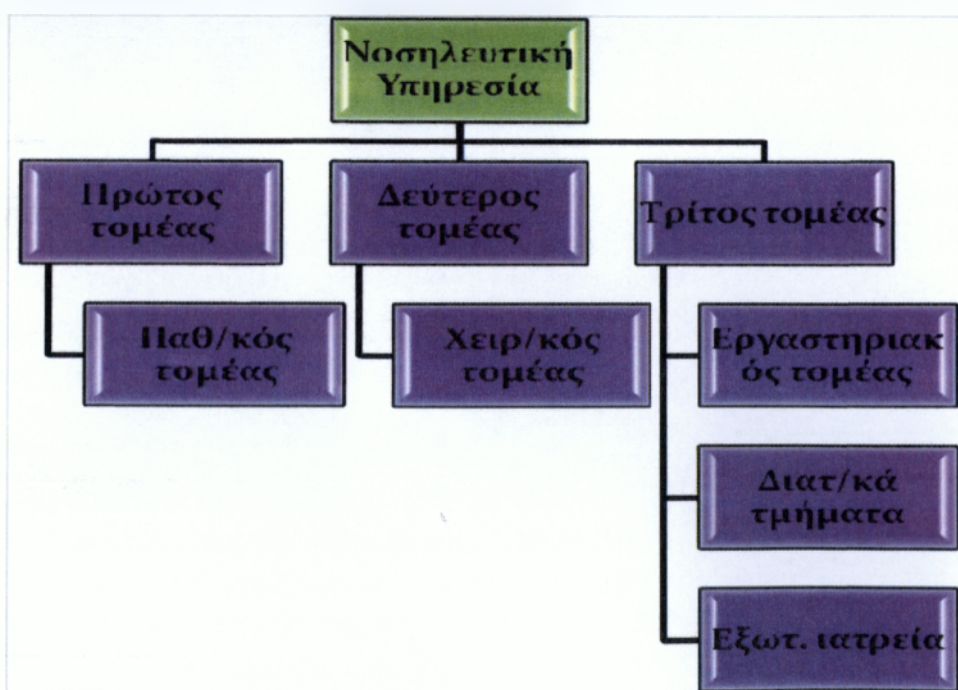 Νοσηλευτική
Υπηρεσία
Πρώτος
τομέας
Δεύτερος
τομέας
Τρίτος τομέας
Παθ/κός
τομέας
Χειρ/κός
τομέας
Εργαστηριακ
ός τομέας
Διατ/κά
τμήματα
Εξωτ. ιατρεία